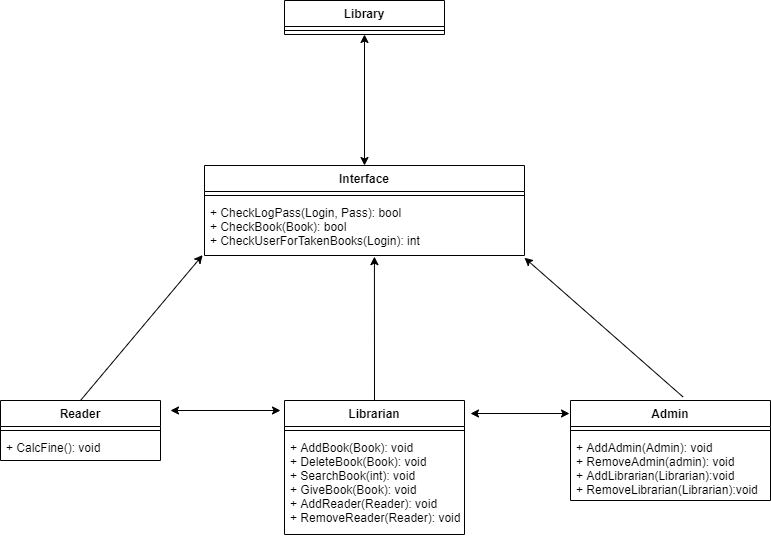 Library
Interface
+ CheckLogPass(Login, Pass): bool
+ CheckBook(Book): bool
+ CheckUserForTakenBooks(Login): int
Reader
+ CalcFine(): void
Librarian
+ AddBook(Book): void
+ DeleteBook(Book): void
+ SearchBook(int): void
+ GiveBook(Book): void
+ AddReader(Reader): void
+ RemoveReader(Reader): void
Admin
+ AddAdmin(Admin): void
+ RemoveAdmin(admin): void
+ AddLibrarian(Librarian):void
+ RemoveLibrarian(Librarian):void